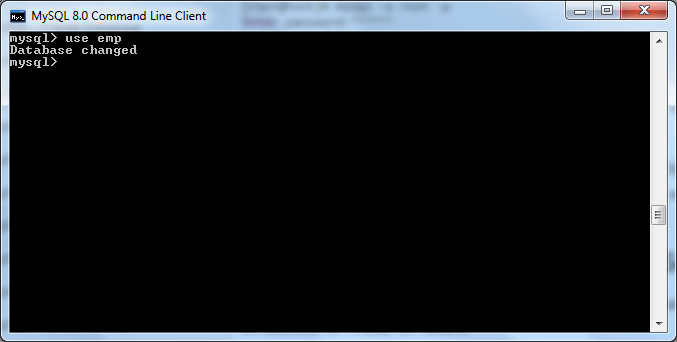 MySQL 8.0 Command Line Client
mysql> use emp
Database changed
mysql>